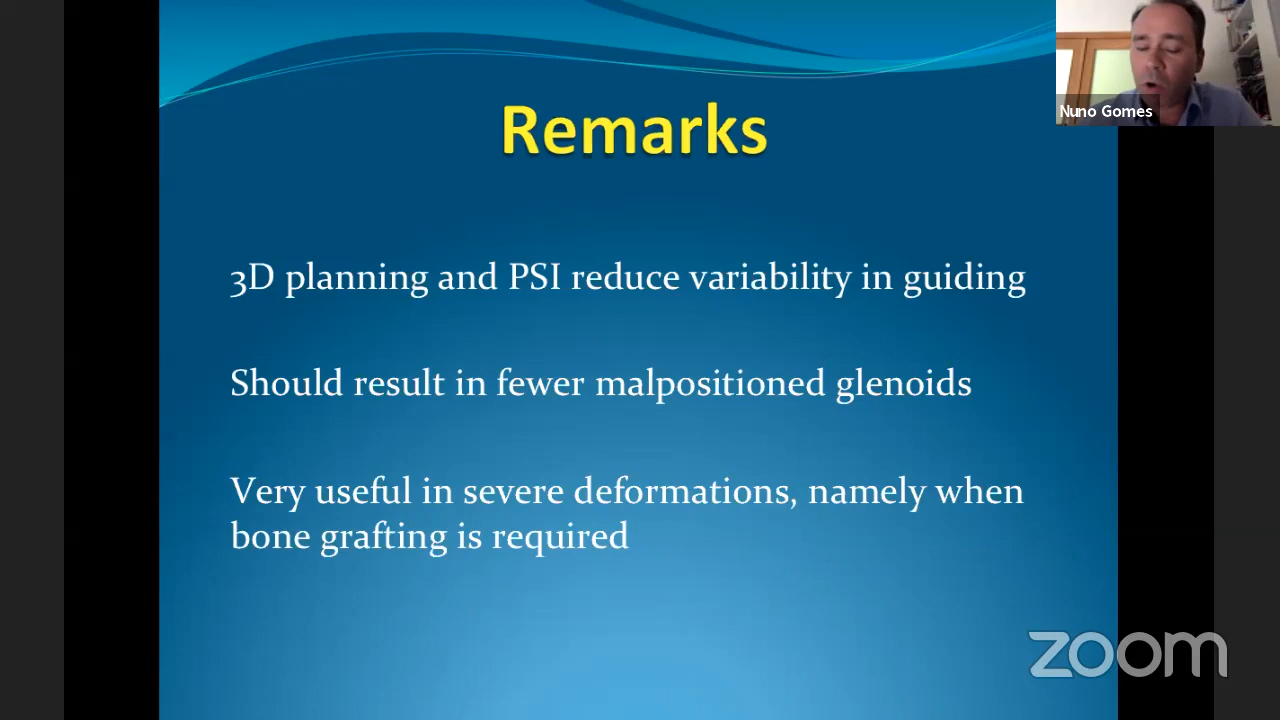 Nuno Gomes
Remarks
3D planning and PSI reduce variability in guiding
Should result in fewer malpositioned glenoids
Very useful in severe deformations, namely when
bone grafting is required
zoom